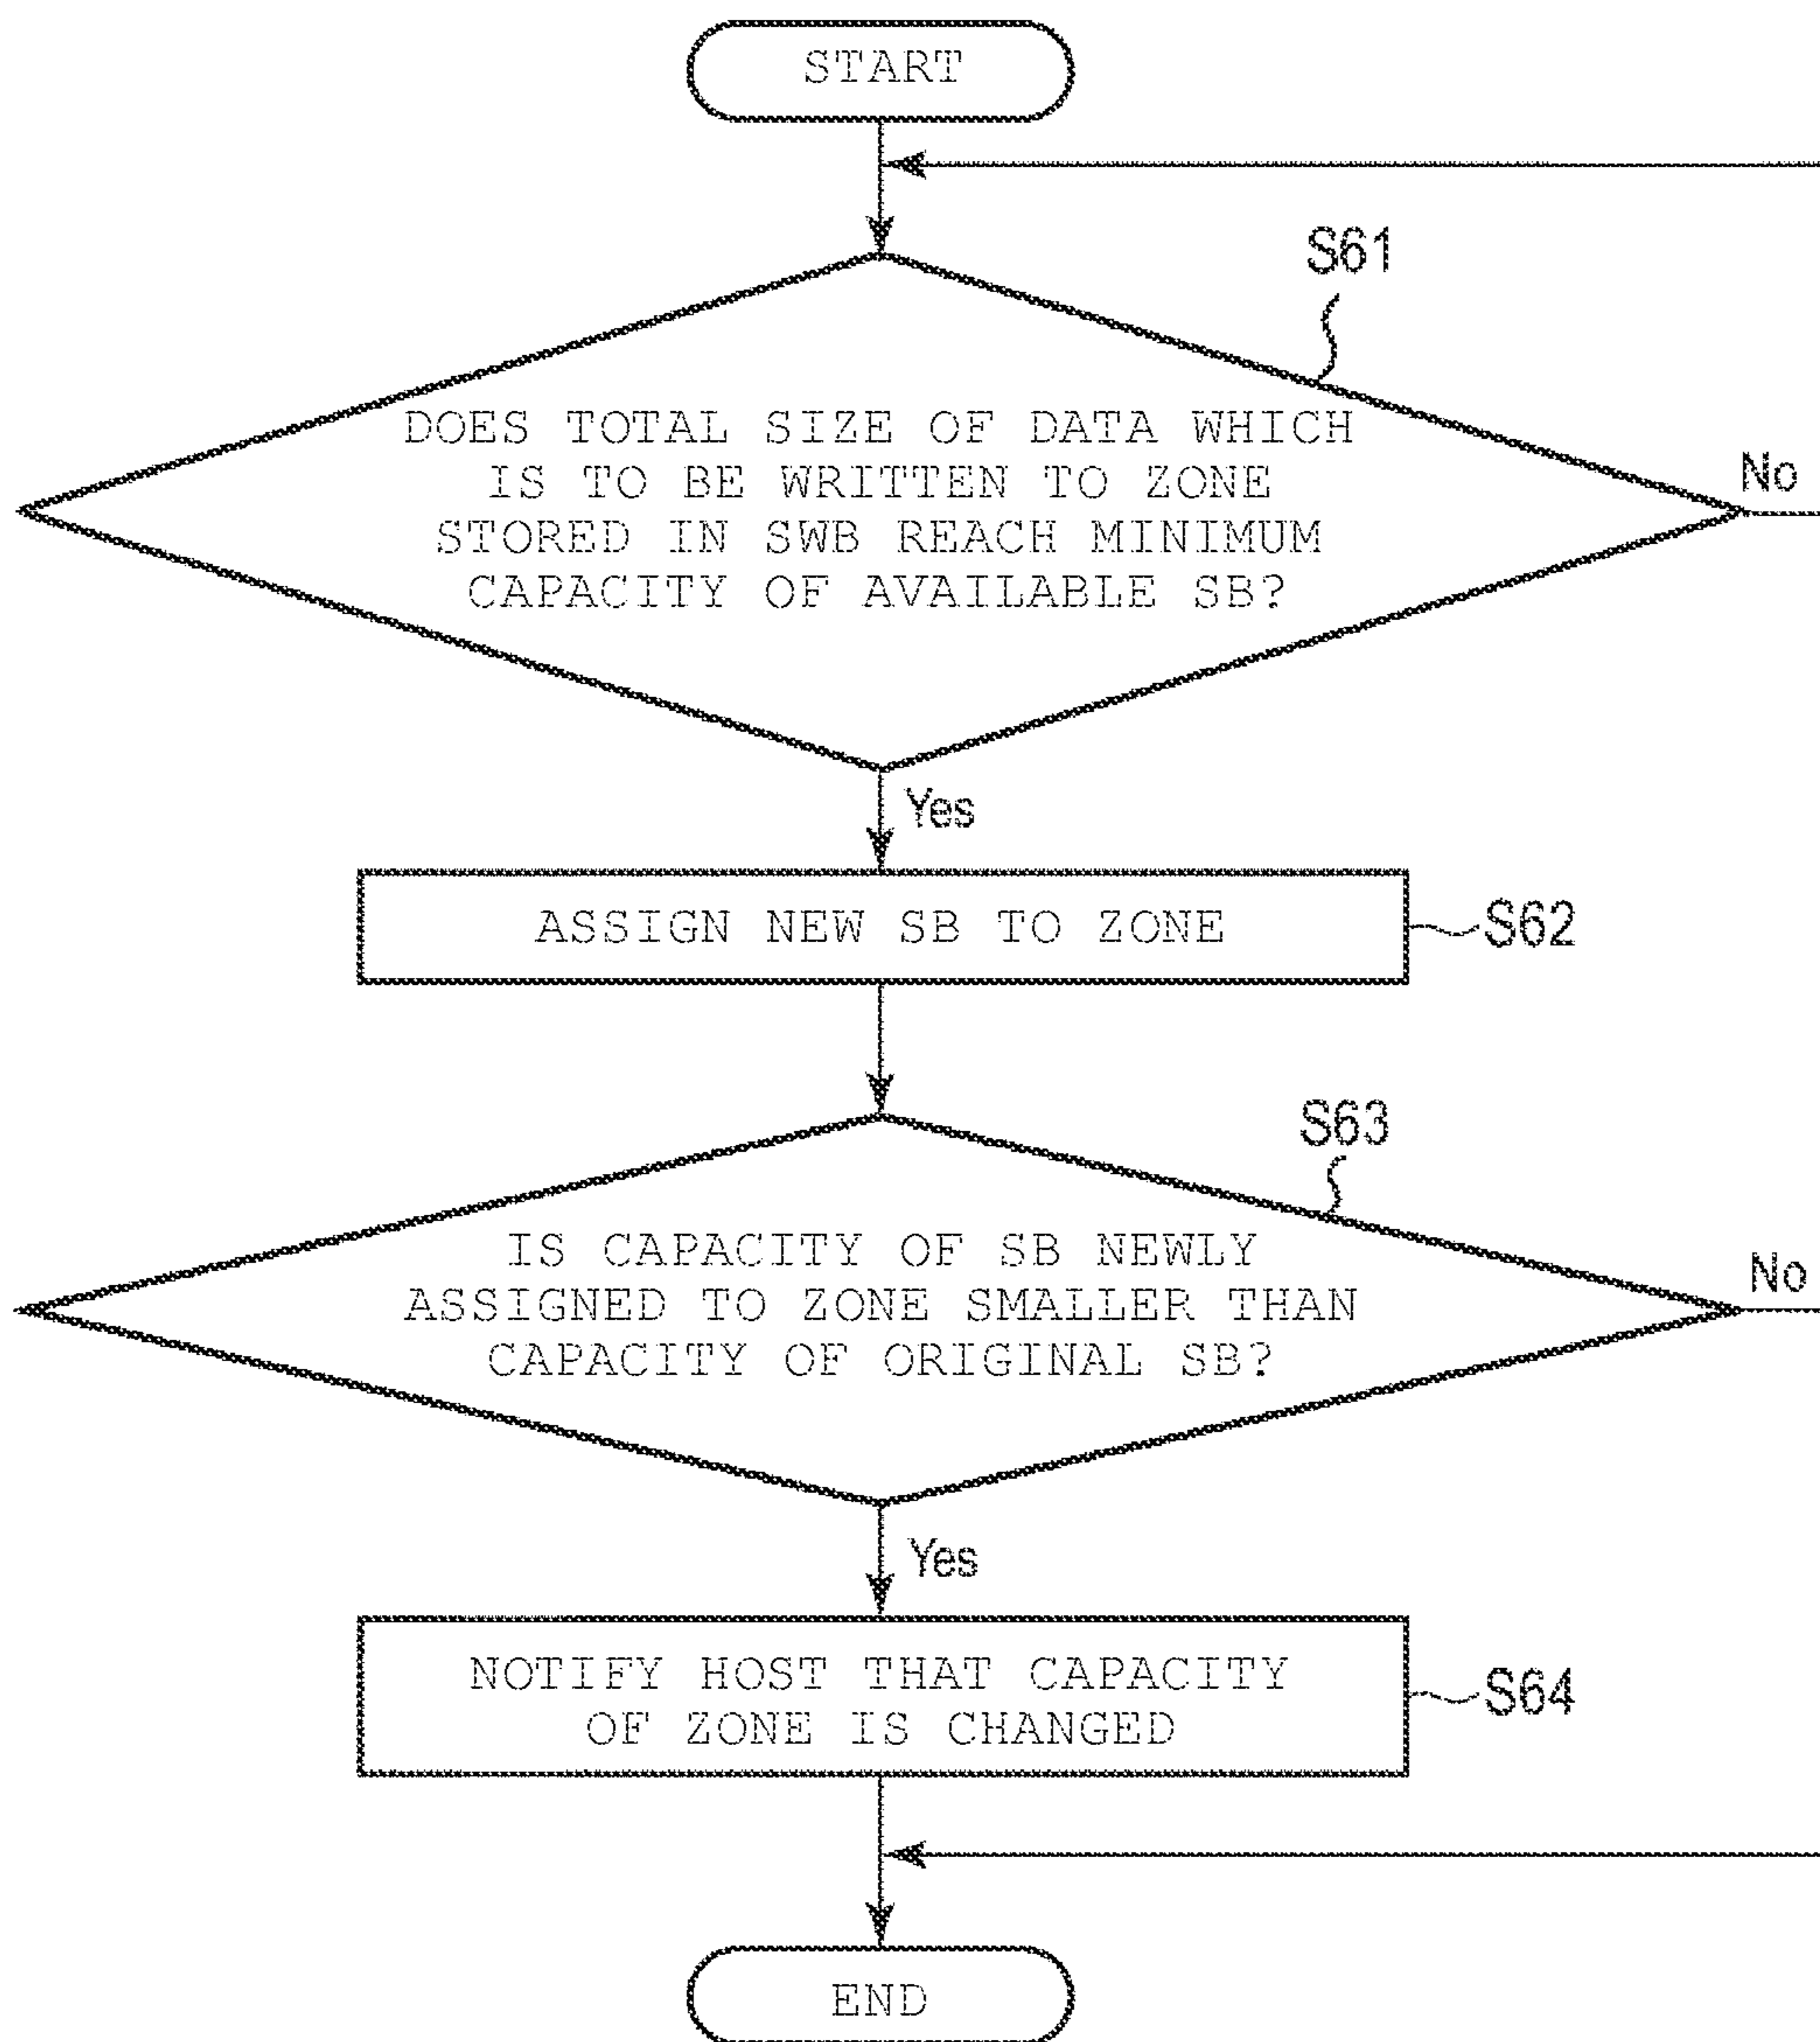 START
S61
DOES TOTAL SIZE OF DATA WHICH
IS TO BE WRITTEN TO ZONE
STORED IN SWB REACH MINIMUM
CAPACITY OF AVAILABLE SB?
No
Yes
ASSIGN NEW SB TO ZONE
S62
S63
IS CAPACITY OF SB NEWLY
ASSIGNED TO ZONE SMALLER THAN
CAPACITY OF ORIGINAL SB?
No
Yes
NOTIFY HOST THAT CAPACITY
OF ZONE IS CHANGED
S64
END